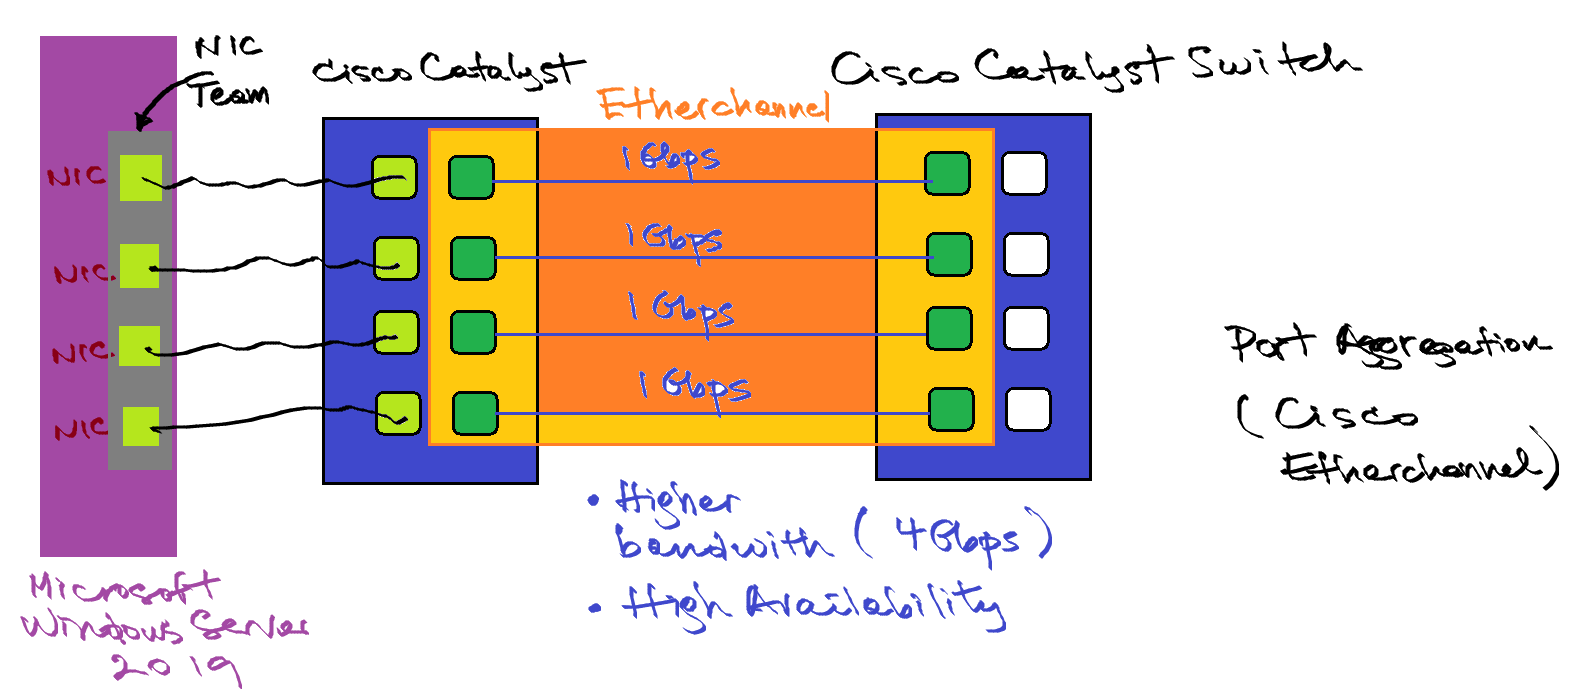 NIC
Team
cisco Catalyst
Cisco Catalyst Switch
Etherchannel
NIC
NIC.
NIC.
NIC
1 Gbps
1 Gbps
1 Gbps
1 Gbps
Port Aggregation
( Cisco
Etherchannel)
• Higher
bandwith ( 4Gbps )
• High Availability
Microsoft
Windows Server
2019